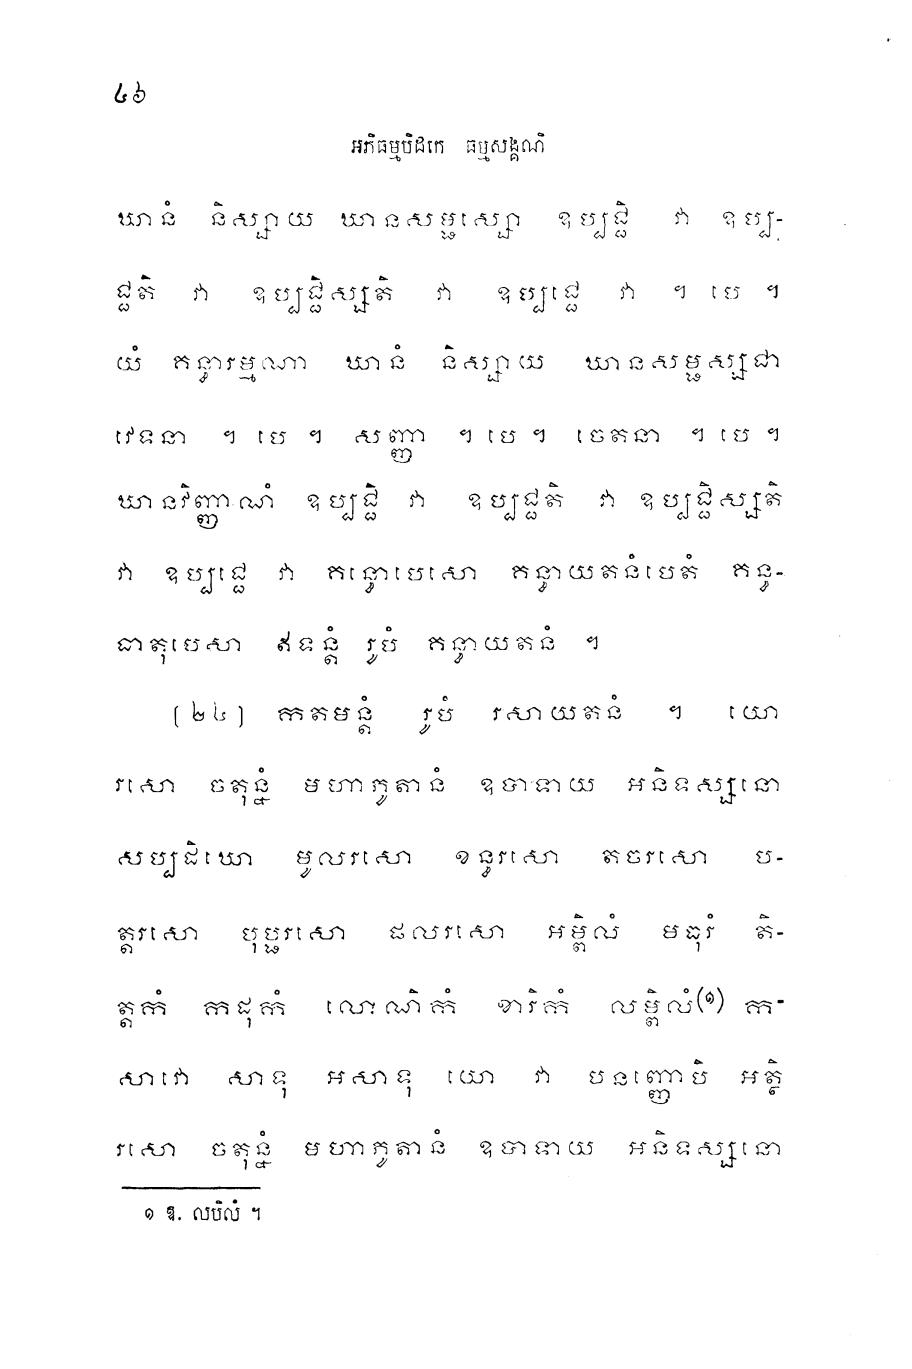 ៤៦
អភិធម្មបិដកេ ធម្មសង្គណិ
ឃានំ និស្សាយ ឃានសម្ផស្សោ ឧប្បជ្ជិ វា ឧប្ប-
ជ្ជតិ វា ឧប្បជ្ជិស្សតិ វា ឧប្បជ្ជេ វា ។ បេ ។
យំ គន្ធារម្មណា ឃានំ និស្សាយ ឃានសម្ផស្សជា
វេទនា ។ បេ ។ សញ្ញា ។ បេ ។ ចេតនា ។ បេ ។
ឃានវិញ្ញាណំ ឧប្បជ្ជិ វា ឧប្បជ្ជតិ វា ឧប្បជ្ជិស្សតិ
វា ឧប្បជ្ជេ វា គន្ធោបេសោ គន្ធាយតនំបេតំ គន្ធ-
ធាតុបេសា ឥទន្តំ រូបំ គន្ធាយតនំ ។
(២៤) កតមន្តំ រូបំ រសាយតនំ ។ យោ
រសោ ចតុន្នំ មហាភូតានំ ឧបាទាយ អនិទស្សនោ
សប្បដិឃោ មូលរសោ ខន្ធរសោ តចរសោ ប-
ត្តរសោ បុប្ផរសោ ផលរសោ អម្ពិលំ មធុរំ តិ-
ត្តកំ កដុកំ លោណិកំ ខារិកំ លម្ពិលំ(១) ក-
សាវោ សាទុ អសាទុ យោ វា បនញ្ញោបិ អត្ថិ
រសោ ចតុន្នំ មហាភូតានំ ឧបាទាយ អនិទស្សនោ
១ ឱ. លបិលំ ។